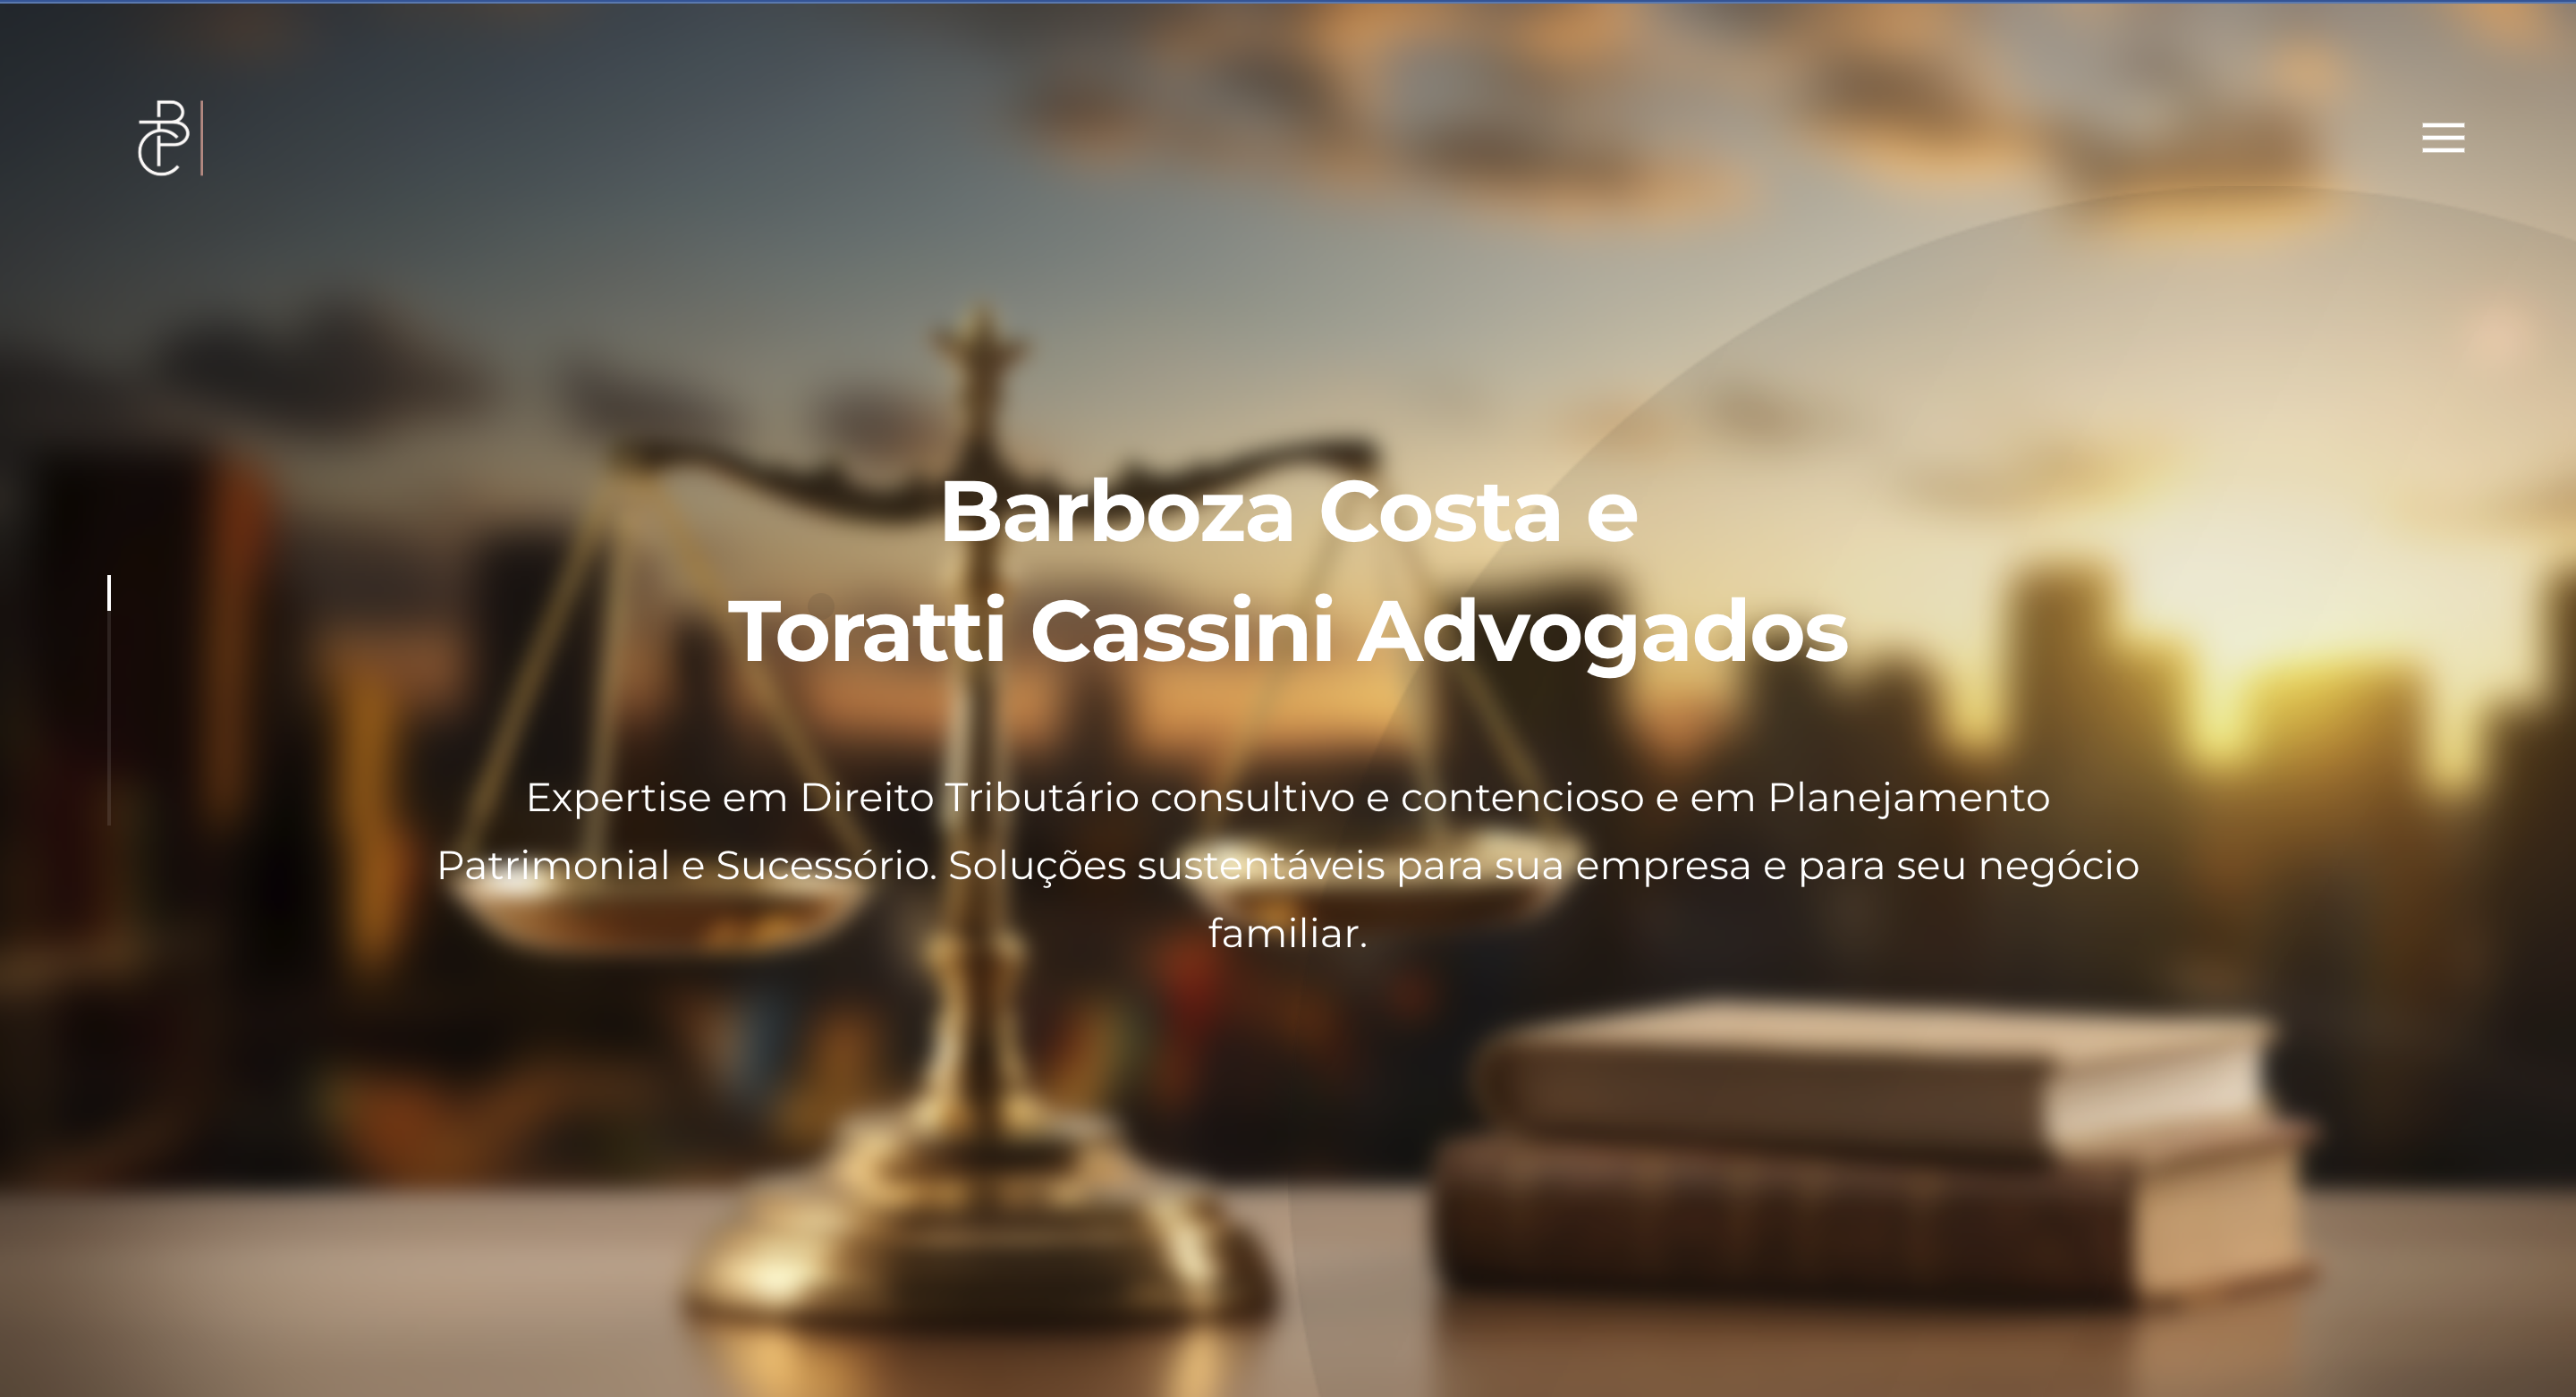 Barboza Costa e
Toratti Cassini Advogados
Expertise em Direito Tributário consultivo e contencioso e em Planejamento
Patrimonial e Sucessório. Soluções sustentáveis para sua empresa e para seu negócio
familiar.